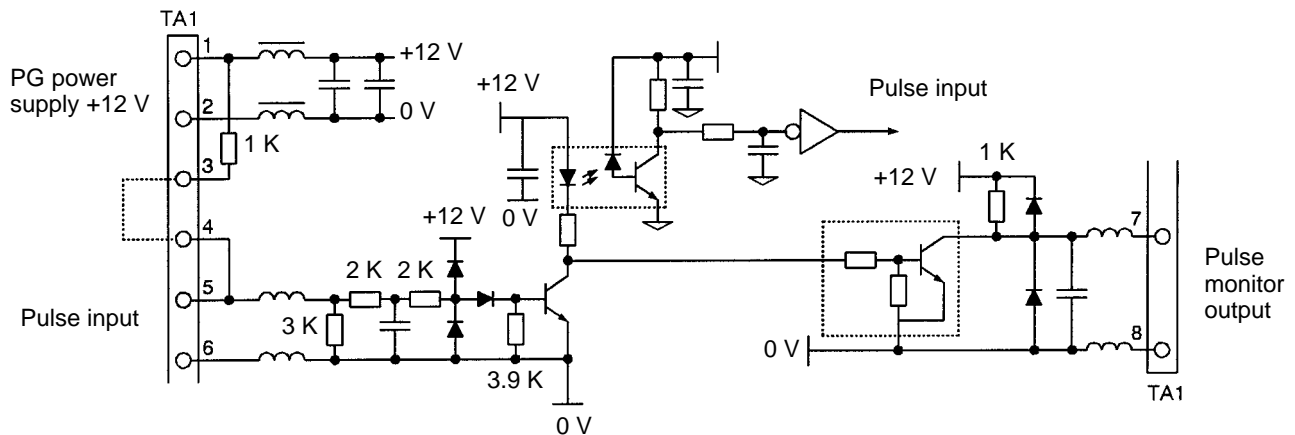 TA1
1
+12 V
PG power
supply +12 V
2
0 V
1 K
3
4
+12 V
0 V
Pulse input
+12 V
2 K
2 K
5
Pulse input
3 K
6
3.9 K
0 V
1 K
+12 V
7
Pulse
monitor
output
0 V
8
TA1